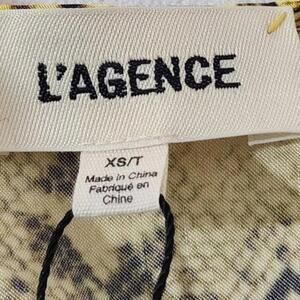 L'AGENCE
XS/T
Made in China
Fabriqué en
Chine